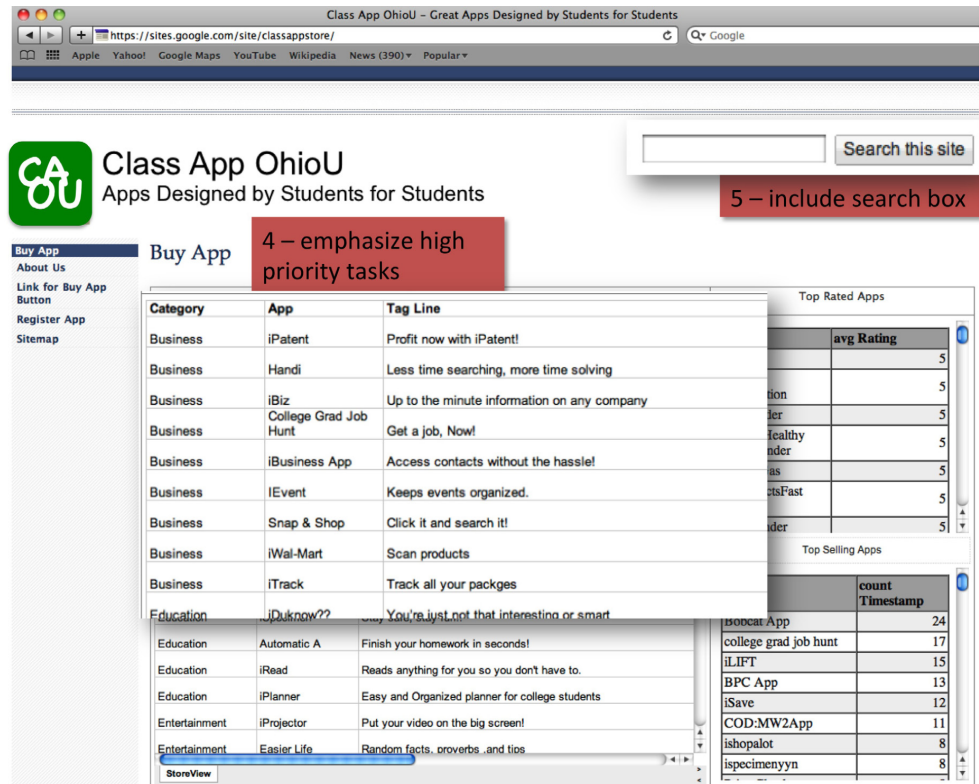 Class App OhioU – Great Apps Designed by Students for Students
https://sites.google.com/site/classappstore/
Google
Apple Yahoo! Google Maps YouTube Wikipedia News (390) Popular
CA
OU
Class App OhioU
Apps Designed by Students for Students
Search this site
5 – include search box
4 – emphasize high
priority tasks
Buy App
About Us
Link for Buy App
Button
Register App
Sitemap
Buy App
Category App Tag Line
Business iPatent Profit now with iPatent!
Business Handi Less time searching, more time solving
Business iBiz Up to the minute information on any company
College Grad Job
Business Hunt Get a job, Now!
Business iBusiness App Access contacts without the hassle!
Business IEvent Keeps events organized.
Business Snap & Shop Click it and search it!
Business iWal-Mart Scan products
Business iTrack Track all your packges
Education iDuknow?? You're just not that interesting or smart
Education Automatic A Finish your homework in seconds!
Education iRead Reads anything for you so you don't have to.
Education iPlanner Easy and Organized planner for college students
Entertainment iProjector Put your video on the big screen!
Entertainment Easier Life Random facts, proverbs ,and tips
StoreView
Top Rated Apps
avg Rating
5
5
tion
5
5
5
5
5
Top Selling Apps
count
Timestamp
Bobcat App 24
college grad job hunt 17
iLIFT 15
BPC App 13
iSave 12
COD:MW2App 11
ishopalot 8
ispecimenyyn 8